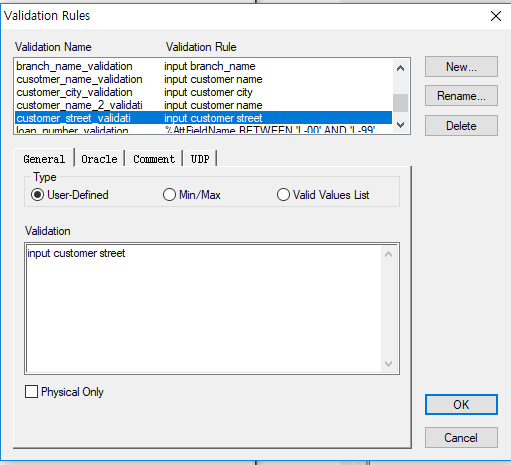 Validation Rules
Validation Name Validation Rule
branch_name_validation input branch_name
cusotmer_name_validation input customer name
customer_city_validation input customer city
customer_name_2_validati input customer name
customer_street_validati input customer street
loan_number_validation %AttFieldName BETWEEN 'L-00' AND 'L-99'
New...
Rename...
Delete
General Oracle Comment UDP
Type
User-Defined Min/Max Valid Values List
Validation
input customer street
Physical Only
OK
Cancel